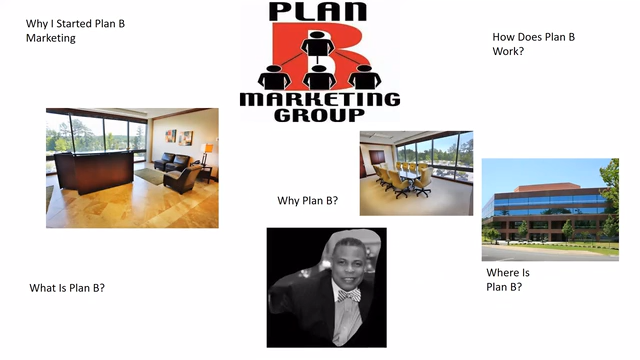 Why I Started Plan B
Marketing
PLAN
B
MARKETING
GROUP
How Does Plan B
Work?
Why Plan B?
What Is Plan B?
Where Is
Plan B?